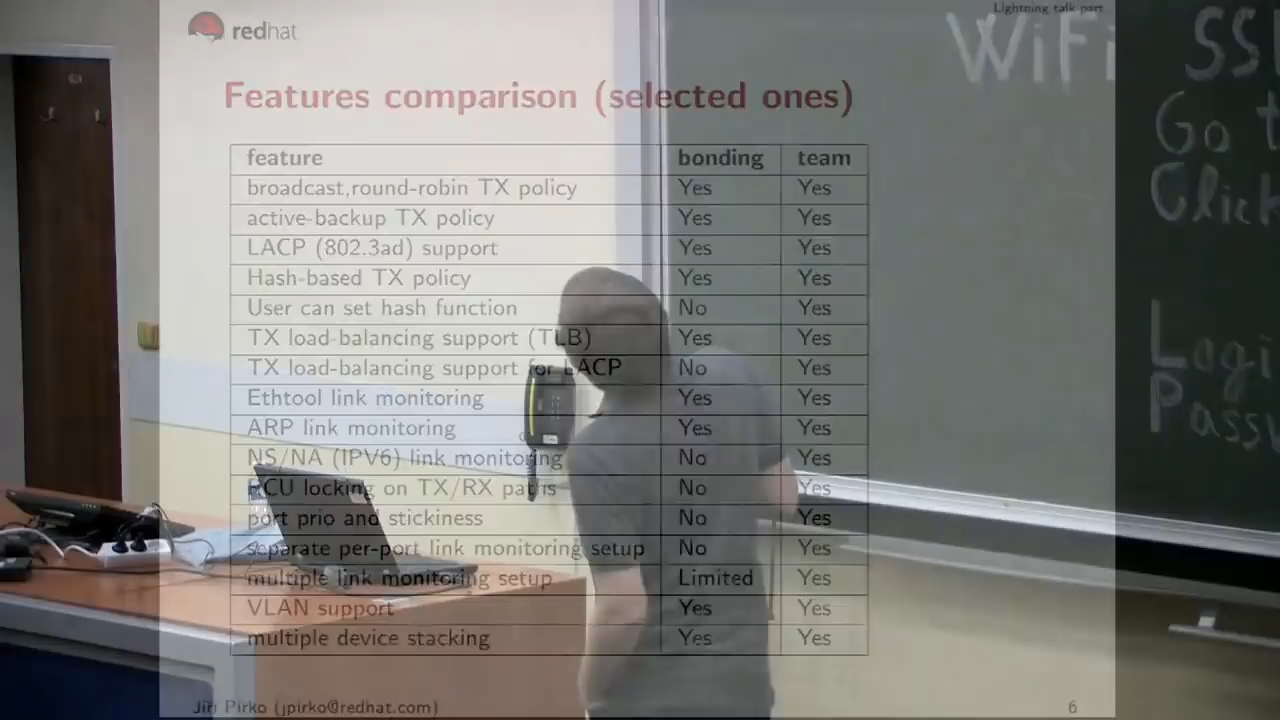 Lightning talk part
redhat
Features comparison (selected ones)
feature bonding team
broadcast,round-robin TX policy Yes Yes
active-backup TX policy Yes Yes
LACP (802.3ad) support Yes Yes
Hash-based TX policy Yes Yes
User can set hash function No Yes
TX load-balancing support (TLB) Yes Yes
TX load-balancing support for LACP No Yes
Ethtool link monitoring Yes Yes
ARP link monitoring Yes Yes
NS/NA (IPV6) link monitoring No Yes
RCU locking on TX/RX paths No Yes
port prio and stickiness No Yes
separate per-port link monitoring setup No Yes
multiple link monitoring setup Limited Yes
VLAN support Yes Yes
multiple device stacking Yes Yes
Jiri Pirko (jpirko@redhat.com) 6
WiFi SSI
Go t
Click
Logi
Passw